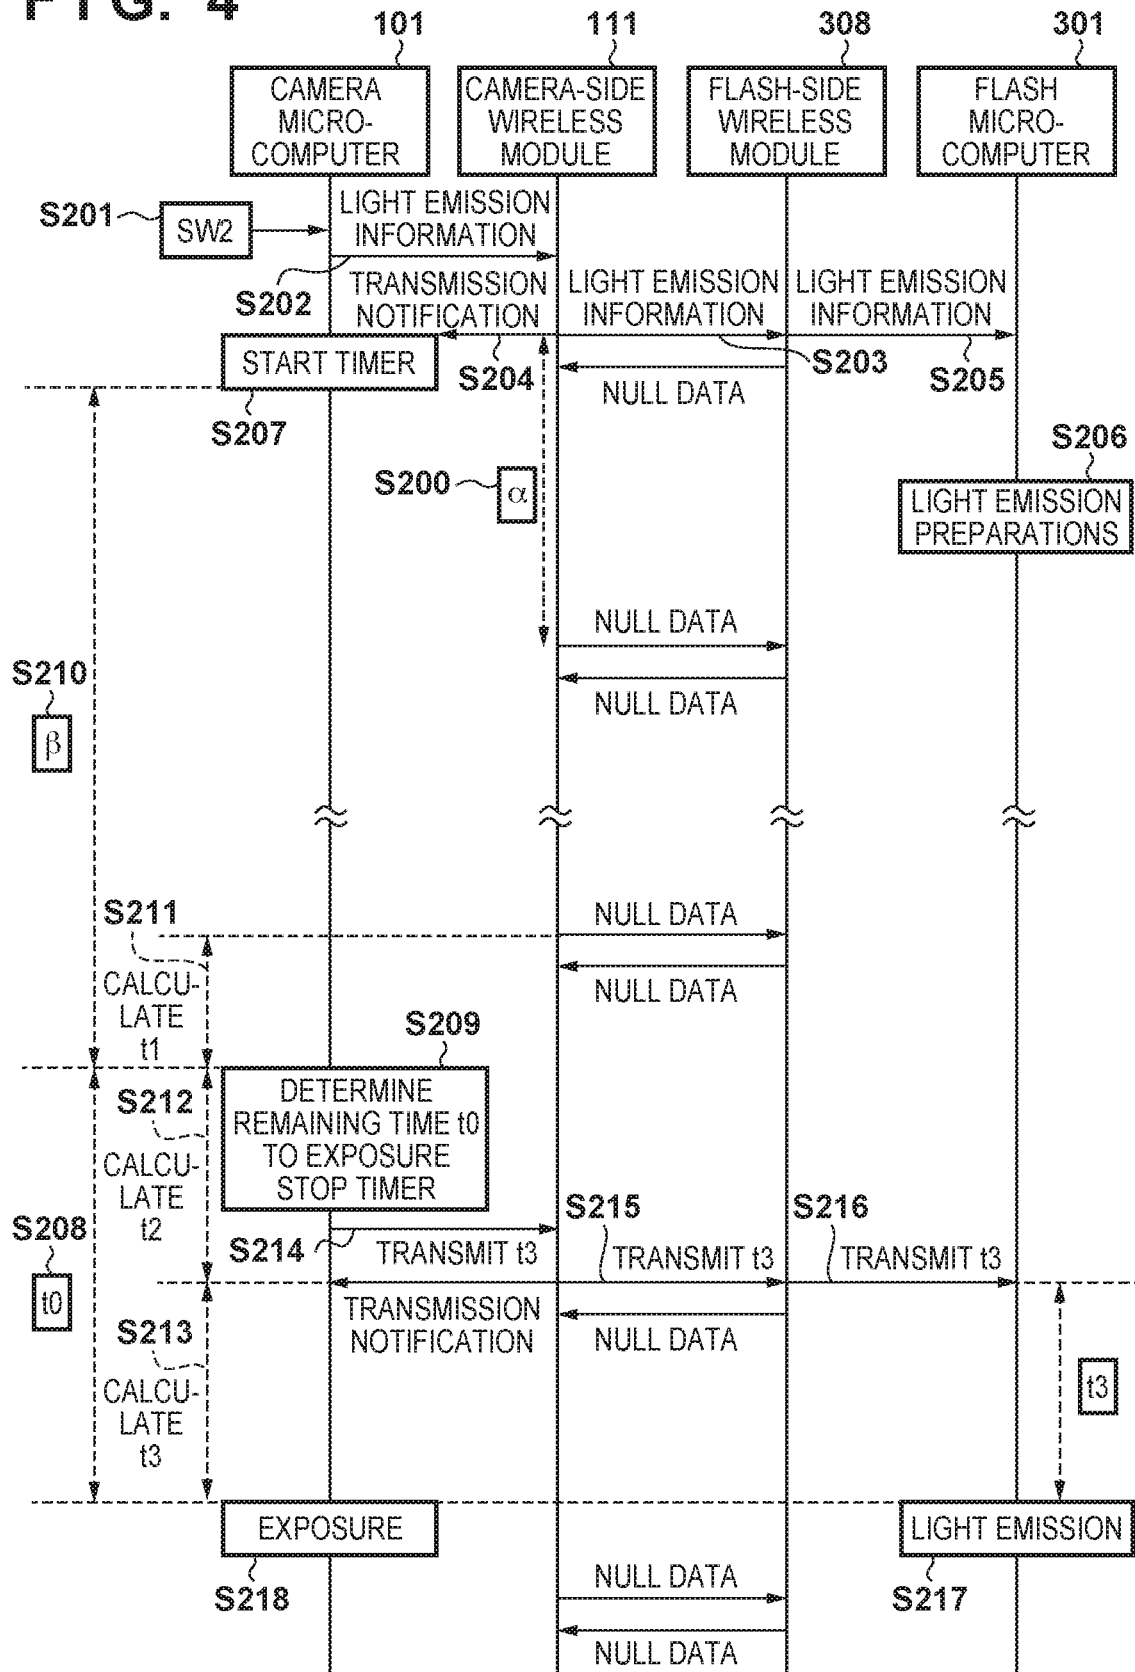 FIG. 4
101
111
308
301
CAMERA
MICRO-
COMPUTER
CAMERA-SIDE
WIRELESS
MODULE
FLASH-SIDE
WIRELESS
MODULE
FLASH
MICRO-
COMPUTER
S201
SW2
LIGHT EMISSION
INFORMATION
S202
TRANSMISSION
NOTIFICATION
LIGHT EMISSION
INFORMATION
LIGHT EMISSION
INFORMATION
START TIMER
S204
S203
S205
NULL DATA
S207
S206
S200
α
LIGHT EMISSION
PREPARATIONS
NULL DATA
S210
NULL DATA
β
S211
NULL DATA
CALCU-
LATE
t1
NULL DATA
S209
S212
DETERMINE
REMAINING TIME t0
TO EXPOSURE
STOP TIMER
CALCU-
LATE
t2
S208
t0
S214
TRANSMIT t3
S215
TRANSMIT t3
S216
TRANSMIT t3
TRANSMISSION
NOTIFICATION
NULL DATA
S213
CALCU-
LATE
t3
t3
EXPOSURE
LIGHT EMISSION
S218
NULL DATA
S217
NULL DATA